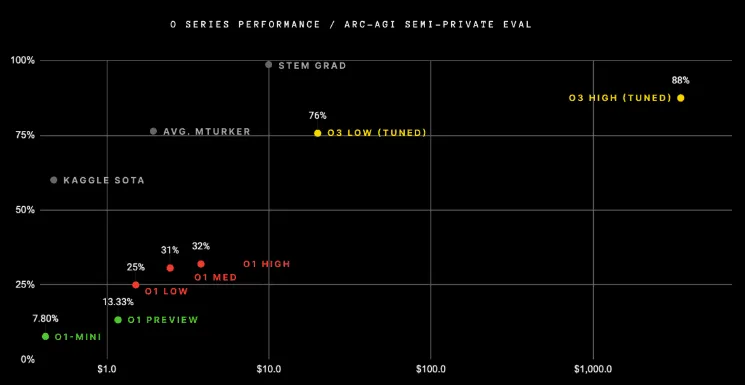 O SERIES PERFORMANCE / ARC-AGI SEMI-PRIVATE EVAL
100%
STEM GRAD
88%
O3 HIGH (TUNED)
76%
AVG. MTURKER
O3 LOW (TUNED)
75%
KAGGLE SOTA
50%
31%
32%
25%
O1 HIGH
O1 MED
25%
O1 LOW
13.33%
7.80%
O1 PREVIEW
O1-MINI
0%
$1.0
$10.0
$100.0
$1,000.0